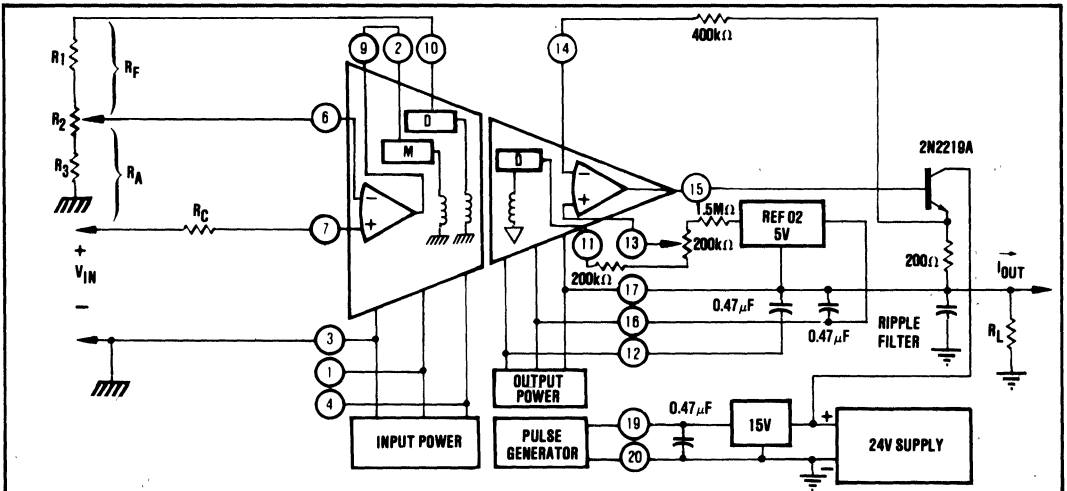 9
2
10
14
400kΩ
R1
RF
R2
6
D
2N2219A
M
D
R3
RA
−
+
−
+
15
RC
7
1.5MΩ
REF 02
5V
+
VIN
−
11
13
200kΩ
200kΩ
200Ω
IOUT
17
0.47μF
16
0.47μF
RIPPLE
FILTER
RL
3
12
1
OUTPUT
POWER
4
INPUT POWER
PULSE
GENERATOR
19
20
0.47μF
15V
+
−
24V SUPPLY